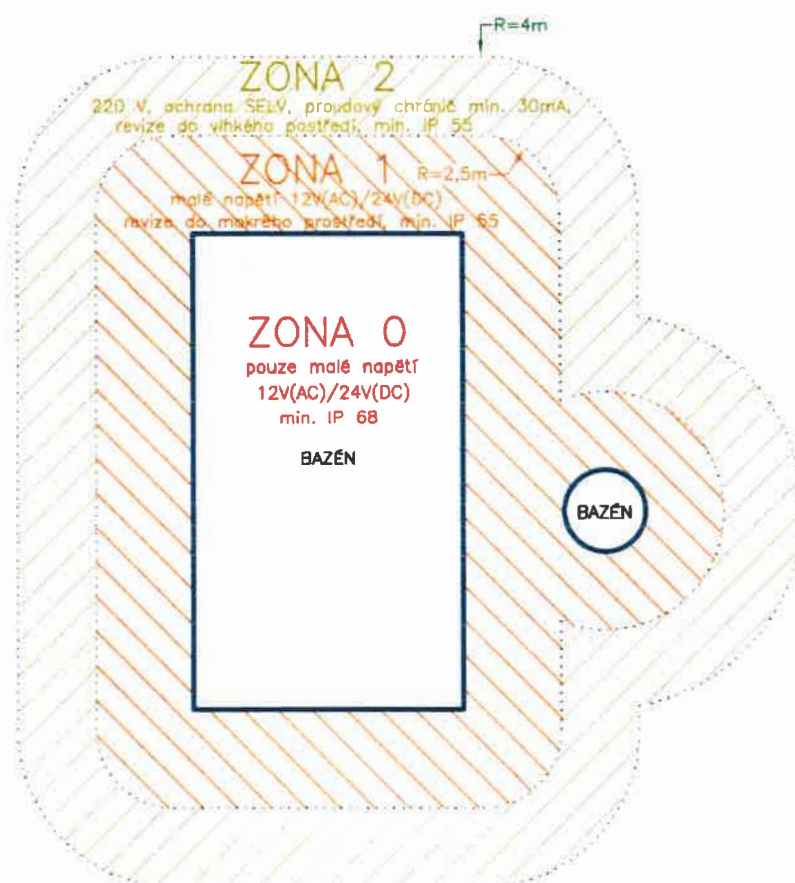 R=4m
ZONA 2
220 V, ochrana SELV, proudový chránič min. 30mA,
revize do vlhkého postředí, min. IP 55
ZONA 1
R=2,5m
malé napětí 12V(AC)/24V(DC)
revize do mokrého prostředí, min. IP 65
ZONA 0
pouze malé napětí
12V(AC)/24V(DC)
min. IP 68
BAZÉN
BAZÉN